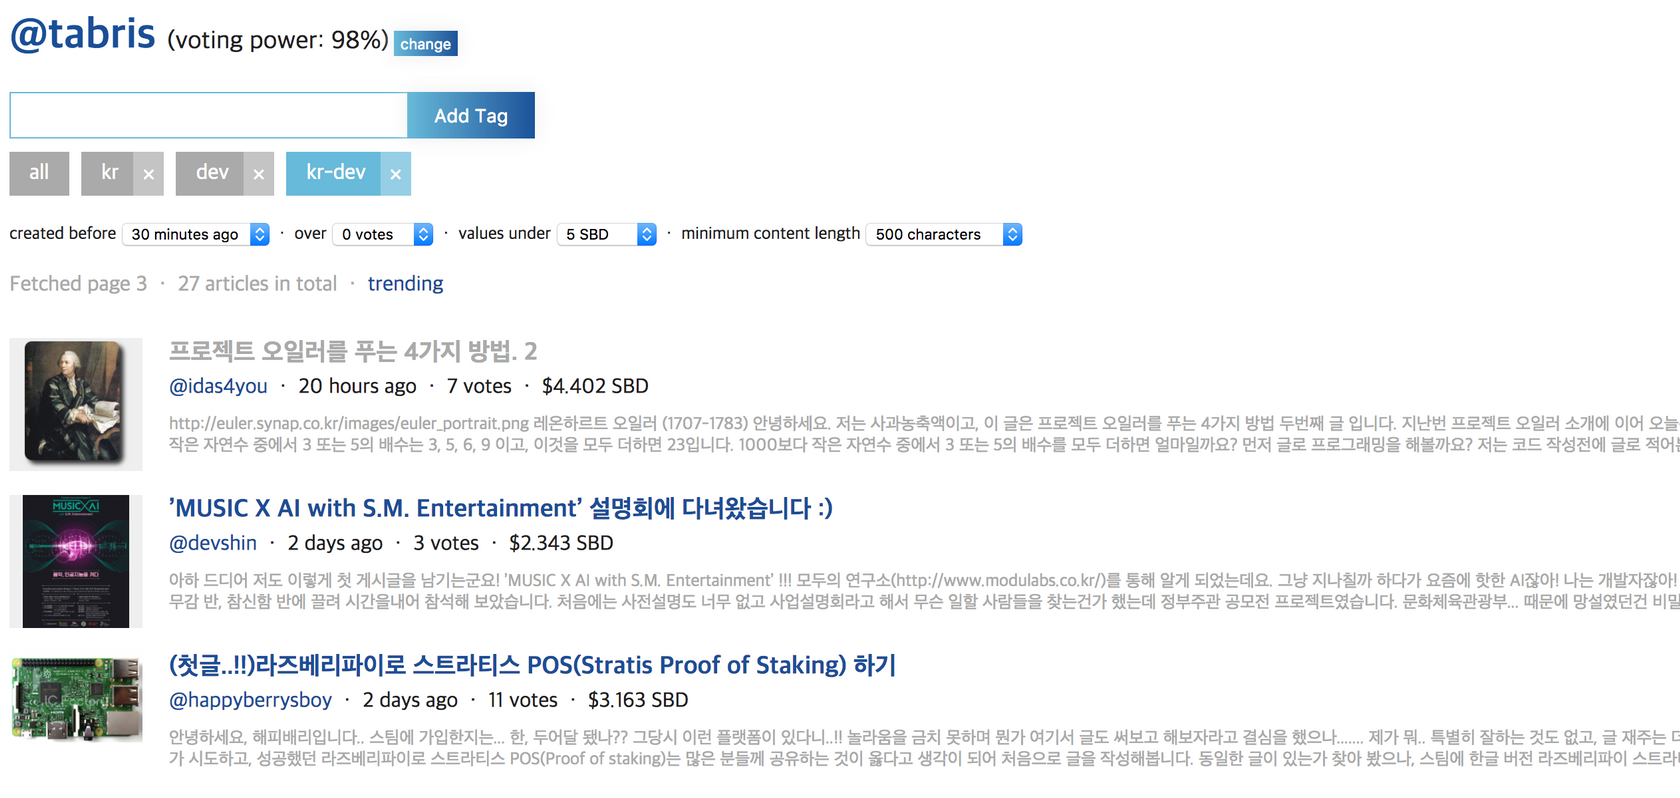 @tabris (voting power: 98%) change
Add Tag
all kr × dev × kr-dev ×
created before 30 minutes ago · over 0 votes · values under 5 SBD · minimum content length 500 characters
Fetched page 3 · 27 articles in total · trending
프로젝트 오일러를 푸는 4가지 방법. 2
@idas4you · 20 hours ago · 7 votes · $4.402 SBD
http://euler.synap.co.kr/images/euler_portrait.png 레온하르트 오일러 (1707-1783) 안녕하세요. 저는 사과농축액이고, 이 글은 프로젝트 오일러를 푸는 4가지 방법 두번째 글 입니다. 지난번 프로젝트 오일러 소개에 이어 오늘
작은 자연수 중에서 3 또는 5의 배수는 3, 5, 6, 9 이고, 이것을 모두 더하면 23입니다. 1000보다 작은 자연수 중에서 3 또는 5의 배수를 모두 더하면 얼마일까요? 먼저 글로 프로그래밍을 해볼까요? 저는 코드 작성전에 글로
MUSIC X AI
'MUSIC X AI with S.M. Entertainment' 설명회에 다녀왔습니다 :)
@devshin · 2 days ago · 3 votes · $2.343 SBD
아하 드디어 저도 이렇게 첫 게시글을 남기는군요! 'MUSIC X AI with S.M. Entertainment' !!! 모두의 연구소(http://www.modulabs.co.kr/)를 통해 알게 되었는데요. 그냥 지나칠까 하다가 요즘에 핫한 AI잖아! 나는 개발자잖아!
무감 반, 참신함 반에 끌려 시간을내어 참석해 보았습니다. 처음에는 사전설명도 너무 없고 사업설명회라고 해서 무슨 일할 사람들을 찾는건가 했는데 정부주관 공모전 프로젝트였습니다. 문화체육관광부... 때문에 망설였던건 비밀
(첫글..!!)라즈베리파이로 스트라티스 POS(Stratis Proof of Staking) 하기
@happyberrysboy · 2 days ago · 11 votes · $3.163 SBD
안녕하세요, 해피배리입니다.. 스팀에 가입한지는... 한, 두어달 됐나?? 그당시 이런 플랫폼이 있다니..!! 놀라움을 금치 못하며 뭔가 여기서 글도 써보고 해보자라고 결심을 했으나....... 제가 뭐.. 특별히 잘하는 것도 없고, 글 재주는
가 시도하고, 성공했던 라즈베리파이로 스트라티스 POS(Proof of staking)는 많은 분들께 공유하는 것이 옳다고 생각이 되어 처음으로 글을 작성해봅니다. 동일한 글이 있는가 찾아 봤으나, 스팀에 한글 버전 라즈베리파이